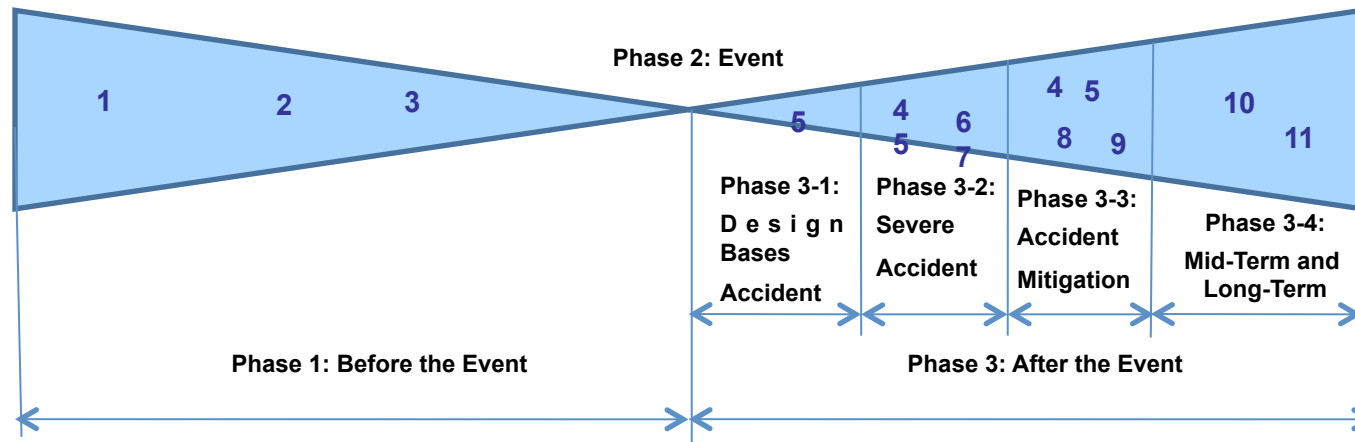 Phase 2: Event
1
2
3
5
4
6
5
7
4
5
8
9
10
11
Phase 3-1:
D e s i g n
Bases
Accident
Phase 3-2:
Severe
Accident
Phase 3-3:
Accident
Mitigation
Phase 3-4:
Mid-Term and
Long-Term
Phase 1: Before the Event
Phase 3: After the Event